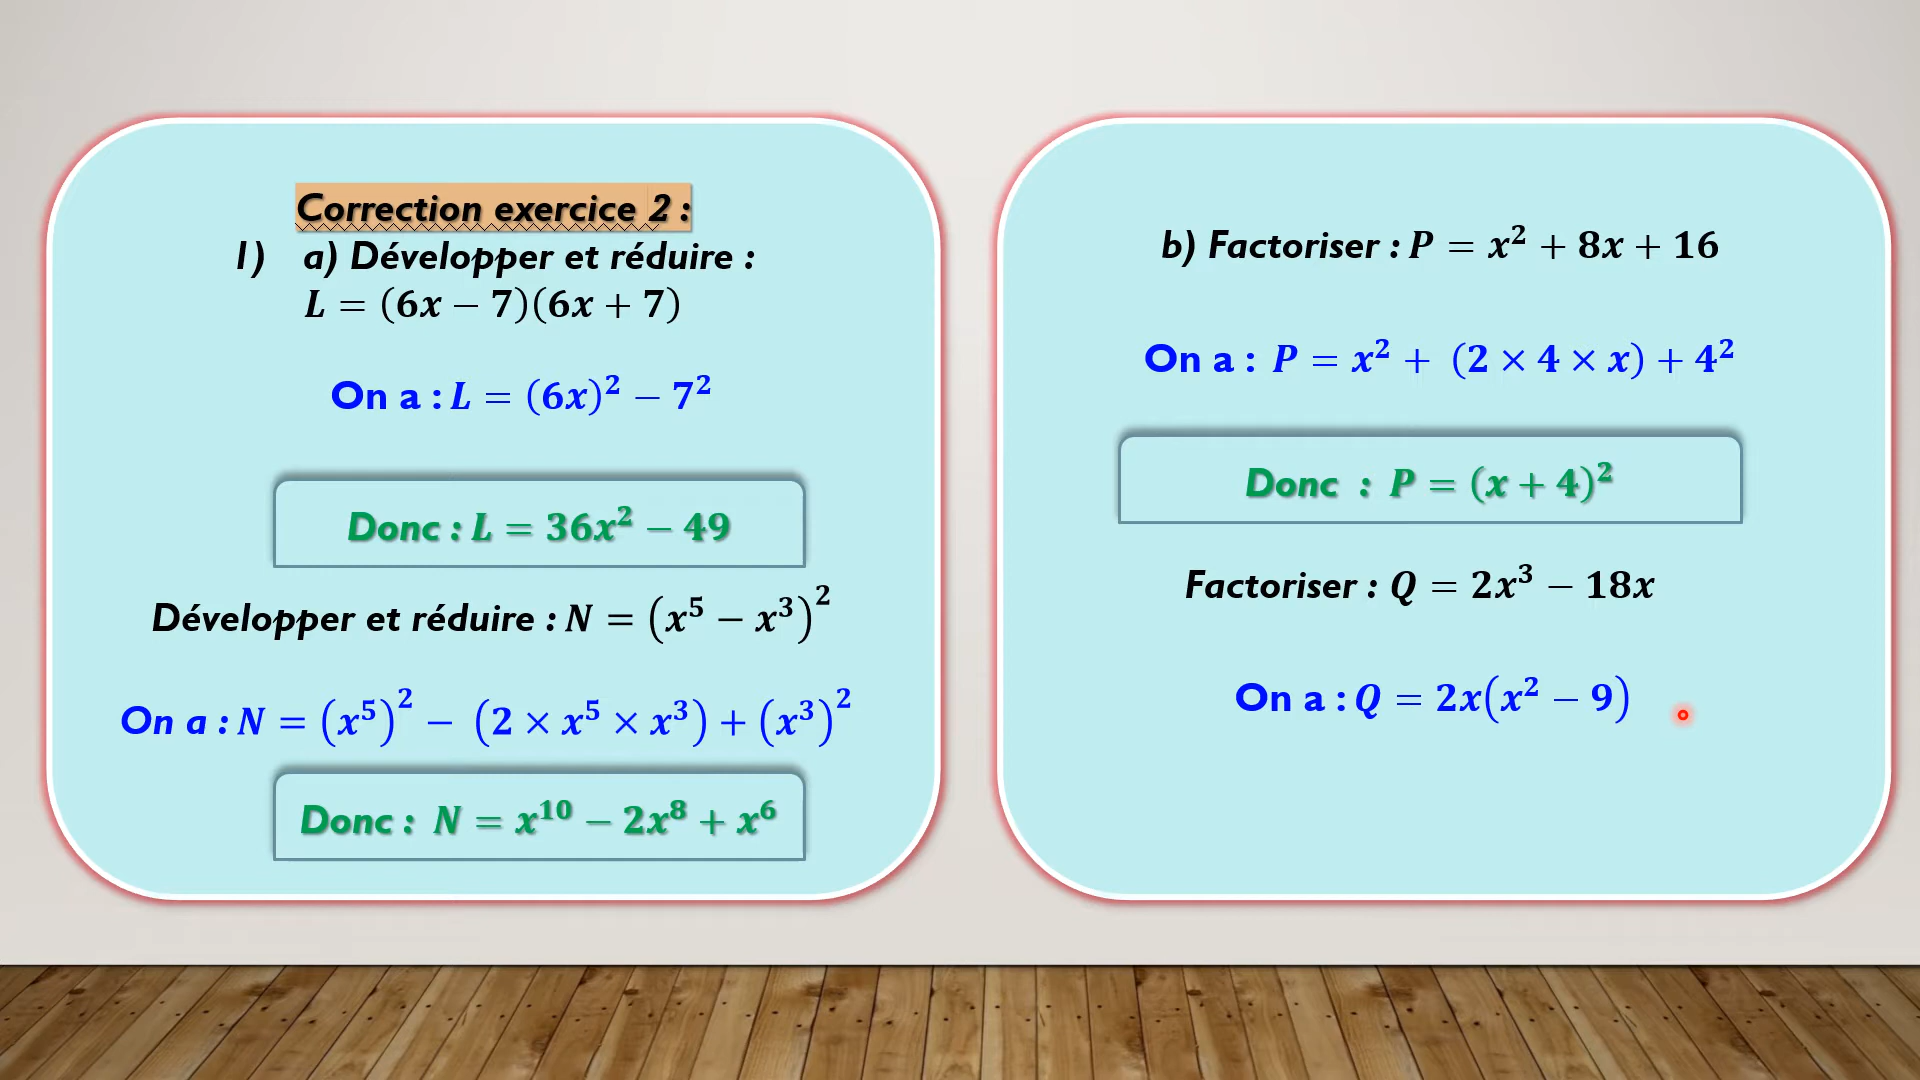 Correction exercice 2 :
1) a) Développer et réduire :
L = (6x − 7)(6x + 7)
On a : L = (6x)² − 7²
Donc : L = 36x² − 49
Développer et réduire : N = (x⁵ − x³)²
On a : N = (x⁵)² − (2 × x⁵ × x³) + (x³)²
Donc : N = x¹⁰ − 2x⁸ + x⁶
b) Factoriser : P = x² + 8x + 16
On a : P = x² + (2 × 4 × x) + 4²
Donc : P = (x + 4)²
Factoriser : Q = 2x³ − 18x
On a : Q = 2x(x² − 9)